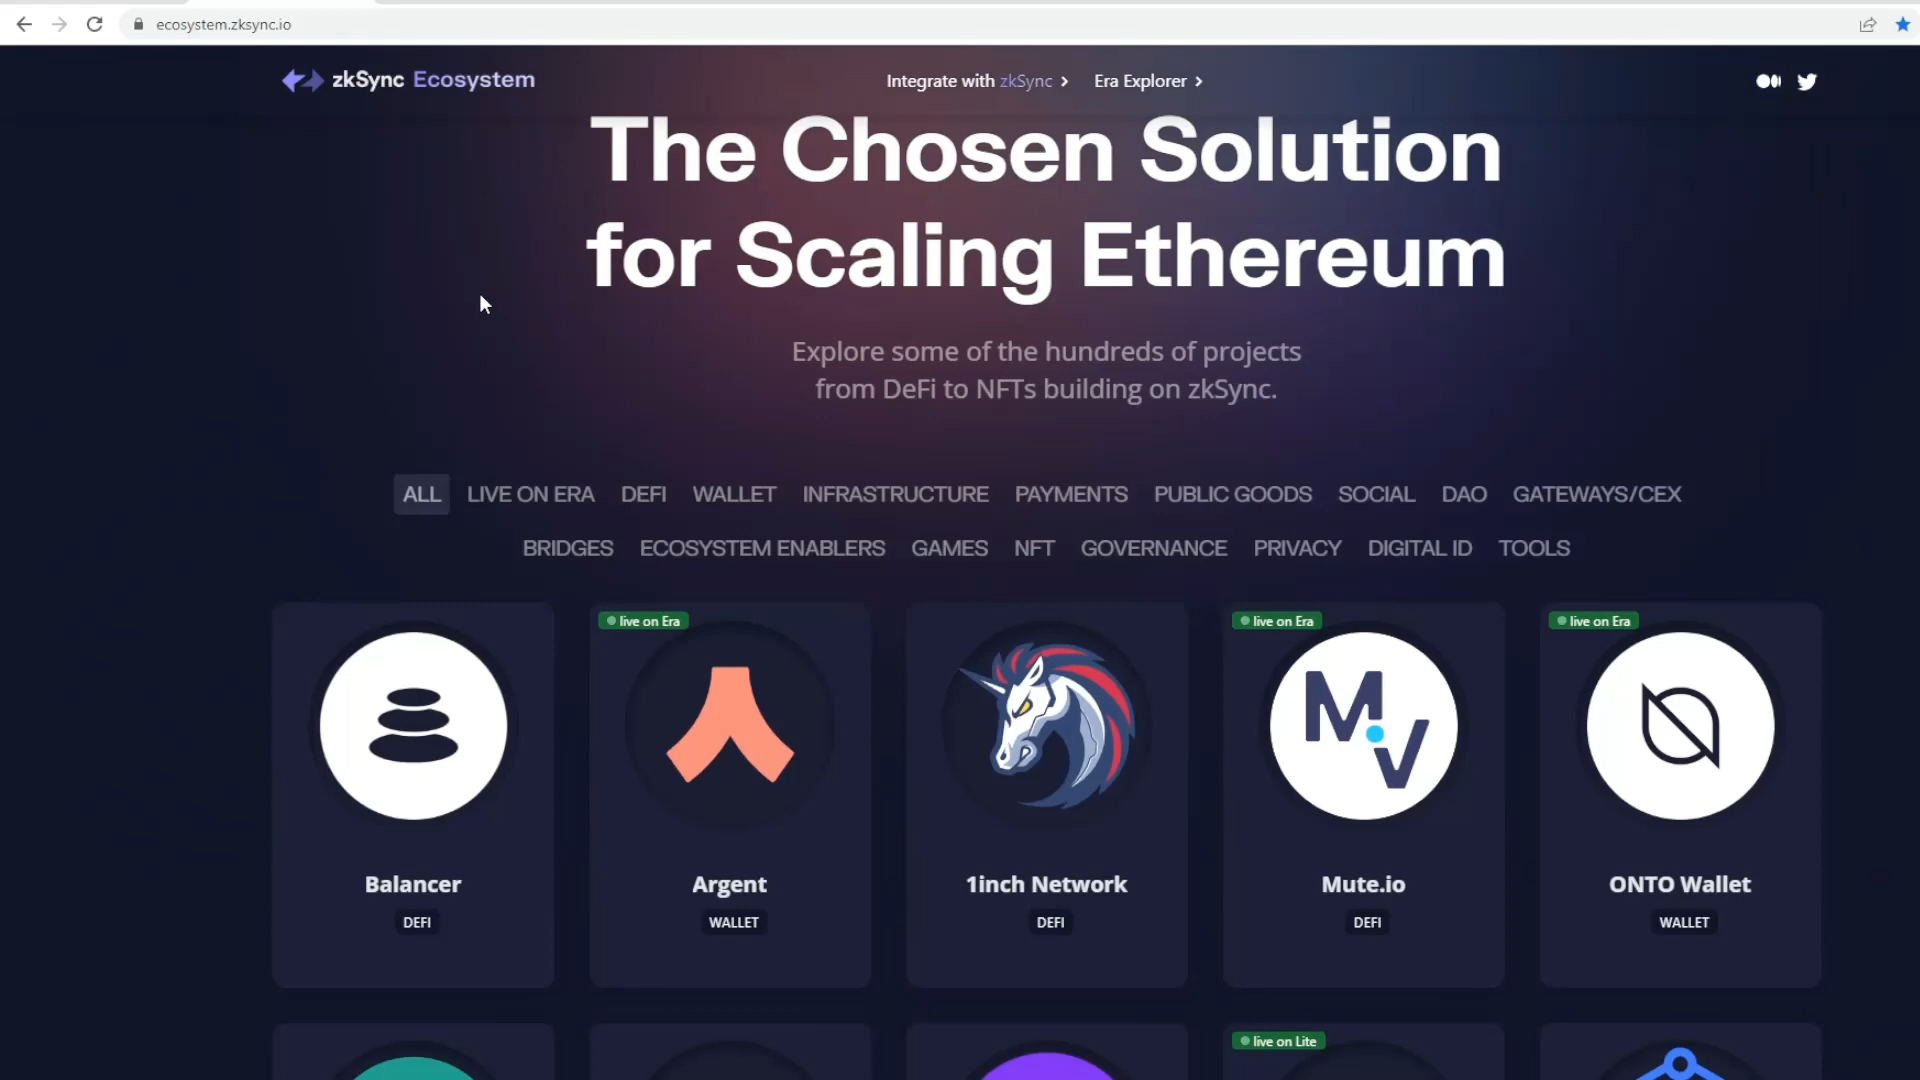 ecosystem.zksync.io
zkSync Ecosystem
Integrate with zkSync
Era Explorer
The Chosen Solution
for Scaling Ethereum
Explore some of the hundreds of projects
from DeFi to NFTs building on zkSync.
ALL LIVE ON ERA DEFI WALLET INFRASTRUCTURE PAYMENTS PUBLIC GOODS SOCIAL DAO GATEWAYS/CEX
BRIDGES ECOSYSTEM ENABLERS GAMES NFT GOVERNANCE PRIVACY DIGITAL ID TOOLS
Balancer
DEFI
live on Era
Argent
WALLET
1inch Network
DEFI
live on Era
M.V
Mute.io
DEFI
live on Era
ONTO Wallet
WALLET
live on Lite